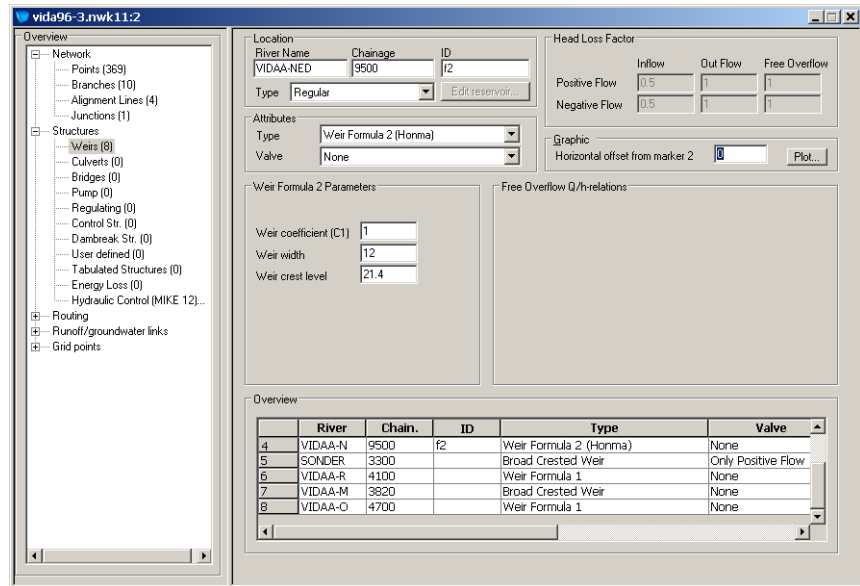 vida96-3.nwk11:2
Overview
Network
Points (369)
Branches (10)
Alignment Lines (4)
Junctions (1)
Structures
Weirs (8)
Culverts (0)
Bridges (0)
Pump (0)
Regulating (0)
Control Str. (0)
Dambreak Str. (0)
User defined (0)
Tabulated Structures (0)
Energy Loss (0)
Hydraulic Control (MIKE 12)...
Routing
Runoff/groundwater links
Grid points
Location
River Name Chainage ID
VIDAA-NED 9500 f2
Type Regular Edit reservoir...
Attributes
Type Weir Formula 2 (Honma)
Valve None
Head Loss Factor
Inflow Out Flow Free Overflow
Positive Flow 0.5 1 1
Negative Flow 0.5 1 1
Graphic
Horizontal offset from marker 2 0 Plot...
Weir Formula 2 Parameters
Weir coefficient (C1) 1
Weir width 12
Weir crest level 21.4
Free Overflow Q/h-relations
Overview
River Chain. ID Type Valve
4 VIDAA-N 9500 f2 Weir Formula 2 (Honma) None
5 SONDER 3300 Broad Crested Weir Only Positive Flow
6 VIDAA-R 4100 Weir Formula 1 None
7 VIDAA-M 3820 Broad Crested Weir None
8 VIDAA-O 4700 Weir Formula 1 None